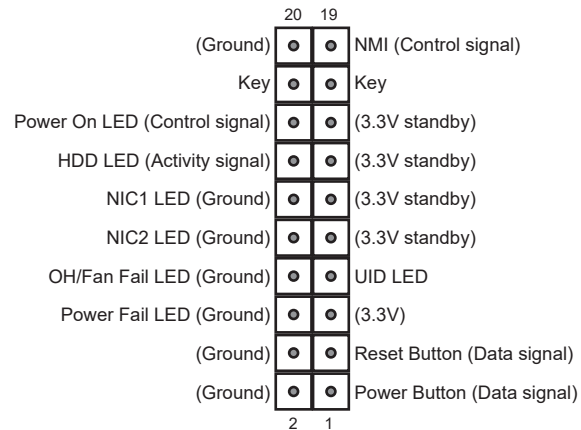 20 19
(Ground) NMI (Control signal)
Key Key
Power On LED (Control signal) (3.3V standby)
HDD LED (Activity signal) (3.3V standby)
NIC1 LED (Ground) (3.3V standby)
NIC2 LED (Ground) (3.3V standby)
OH/Fan Fail LED (Ground) UID LED
Power Fail LED (Ground) (3.3V)
(Ground) Reset Button (Data signal)
(Ground) Power Button (Data signal)
2 1